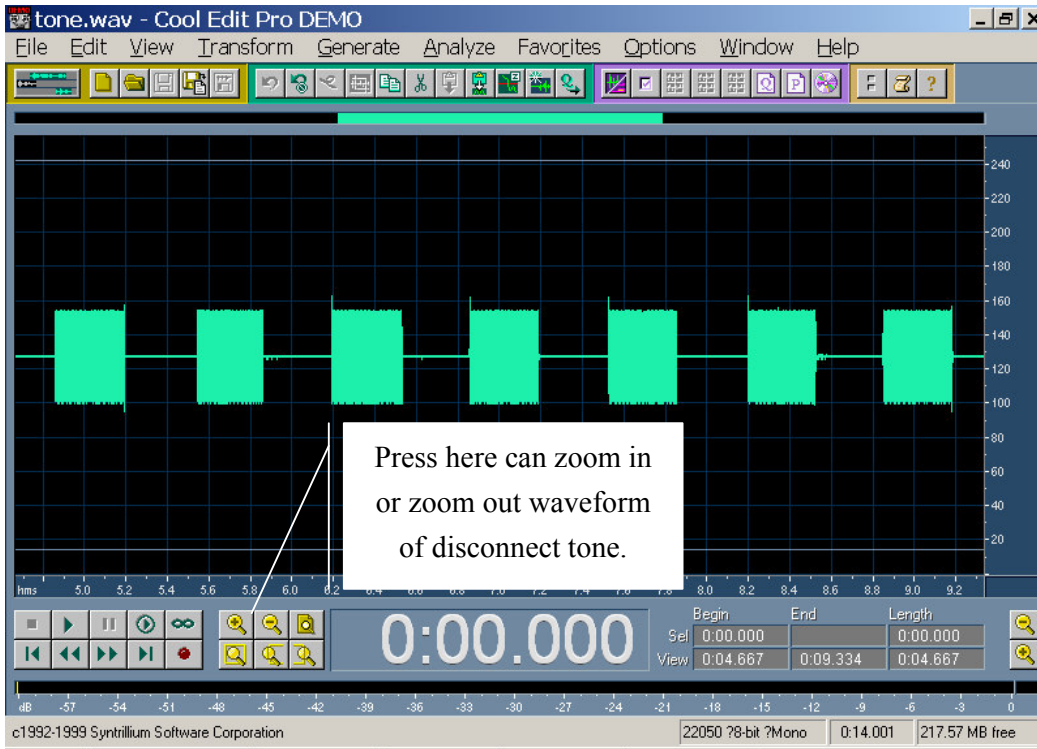 tone.wav - Cool Edit Pro DEMO
File Edit View Transform Generate Analyze Favorites Options Window Help
F ?
240
220
200
180
160
140
120
100
80
60
40
20
Press here can zoom in
or zoom out waveform
of disconnect tone.
hms 5.0 5.2 5.4 5.6 5.8 6.0 6.2 8.0 8.2 8.4 8.6 8.8 9.0 9.2
0:00.000
Begin End Length
Sel 0:00.000 0:00.000
View 0:04.667 0:09.334 0:04.667
dB -57 -54 -51 -48 -45 -42 -39 -36 -33 -30 -27 -24 -21 -18 -15 -12 -9 -6 -3 0
c1992-1999 Syntrillium Software Corporation 22050 ?8-bit ?Mono 0:14.001 217.57 MB free